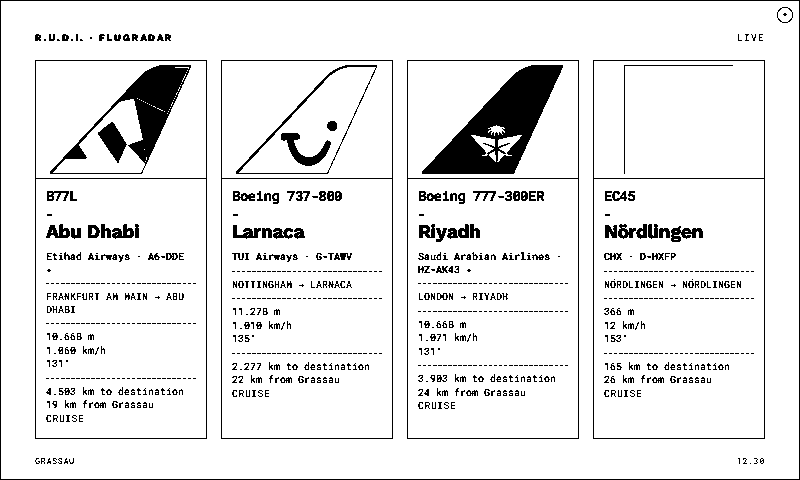 R.U.D.I. · FLUGRADAR
LIVE
B77L
–
Abu Dhabi
Etihad Airways · A6-DDE
✦
FRANKFURT AM MAIN → ABU
DHABI
10.668 m
1.060 km/h
131°
4.503 km to destination
19 km from Grassau
CRUISE
Boeing 737-800
–
Larnaca
TUI Airways · G-TAWV
NOTTINGHAM → LARNACA
11.278 m
1.010 km/h
135°
2.277 km to destination
22 km from Grassau
CRUISE
Boeing 777-300ER
–
Riyadh
Saudi Arabian Airlines ·
HZ-AK43 ✦
LONDON → RIYADH
10.668 m
1.071 km/h
131°
3.903 km to destination
24 km from Grassau
CRUISE
EC45
–
Nördlingen
CHX · D-HXFP
NÖRDLINGEN → NÖRDLINGEN
366 m
12 km/h
153°
165 km to destination
26 km from Grassau
CRUISE
GRASSAU
12.30